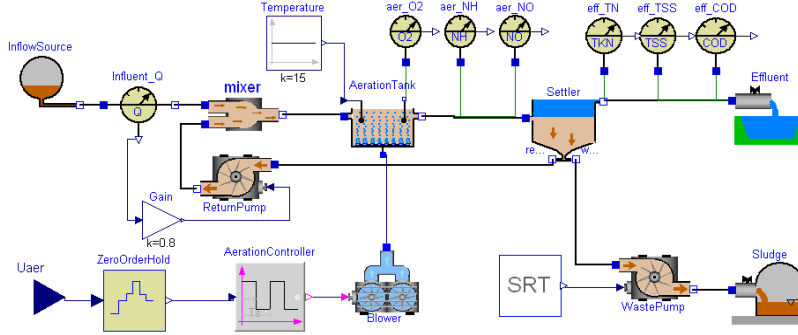 Temperature
k=15
aer_O2
O2
aer_NH
NH
aer_NO
NO
eff_TN
TKN
eff_TSS
TSS
eff_COD
COD
InflowSource
Influent_Q
Q
mixer
AerationTank
Settler
re...
w...
Effluent
ReturnPump
Gain
k=0.8
Uaer
ZeroOrderHold
AerationController
Blower
SRT
WastePump
Sludge